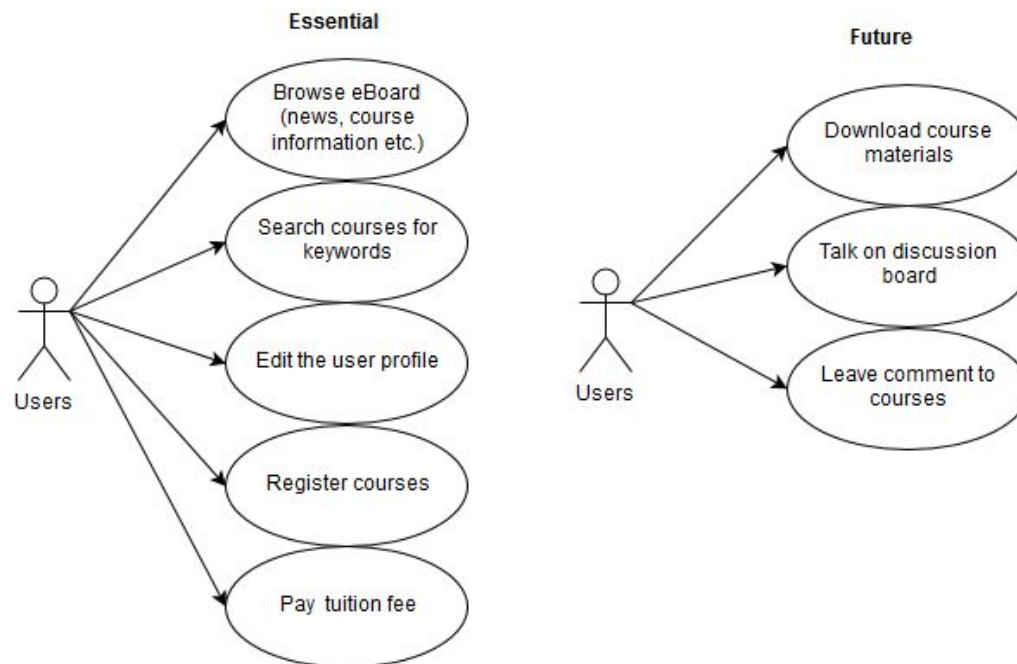 Essential
Browse eBoard
(news, course
information etc.)
Search courses for
keywords
Edit the user profile
Register courses
Pay tuition fee
Users
Future
Download course
materials
Talk on discussion
board
Leave comment to
courses
Users